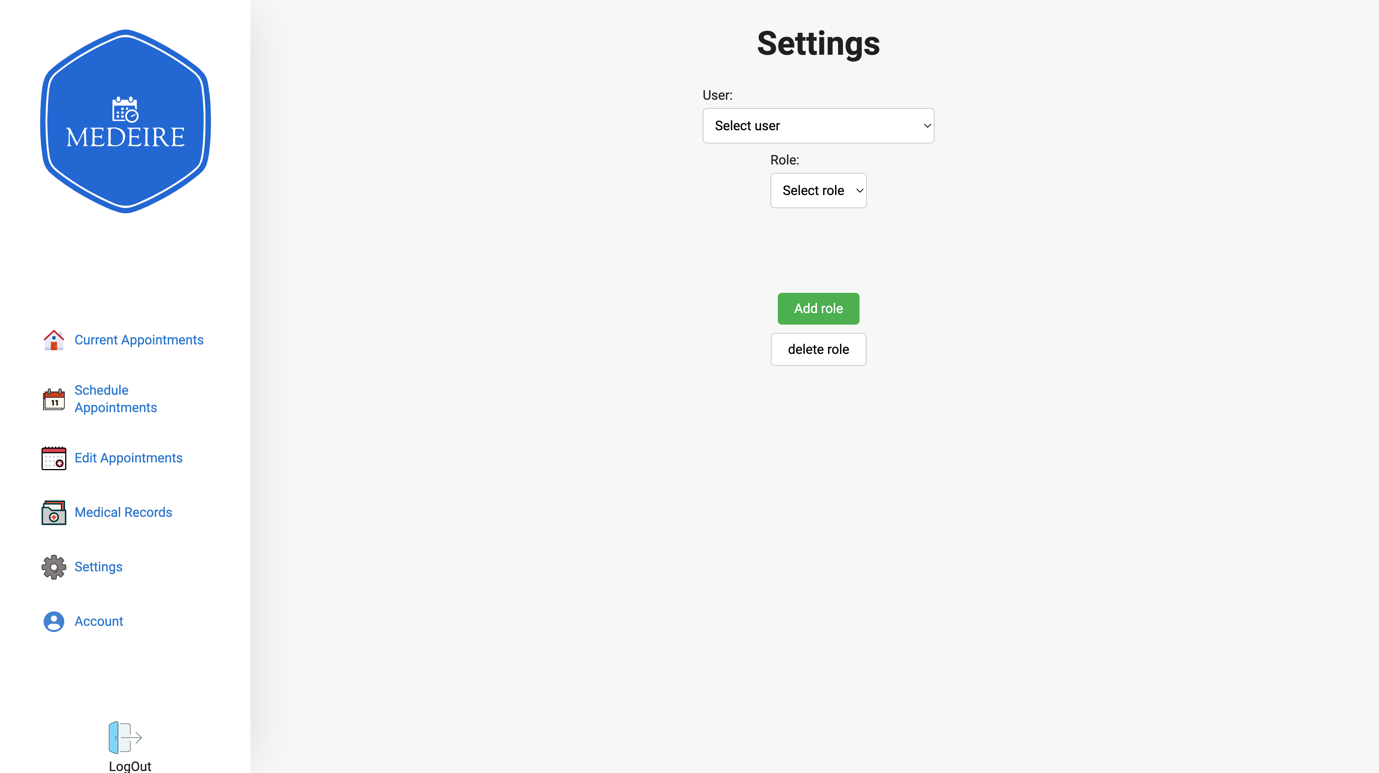 MEDEIRE
Current Appointments
Schedule
Appointments
11
Edit Appointments
Medical Records
Settings
Account
LogOut
Settings
User:
Select user
Role:
Select role
Add role
delete role